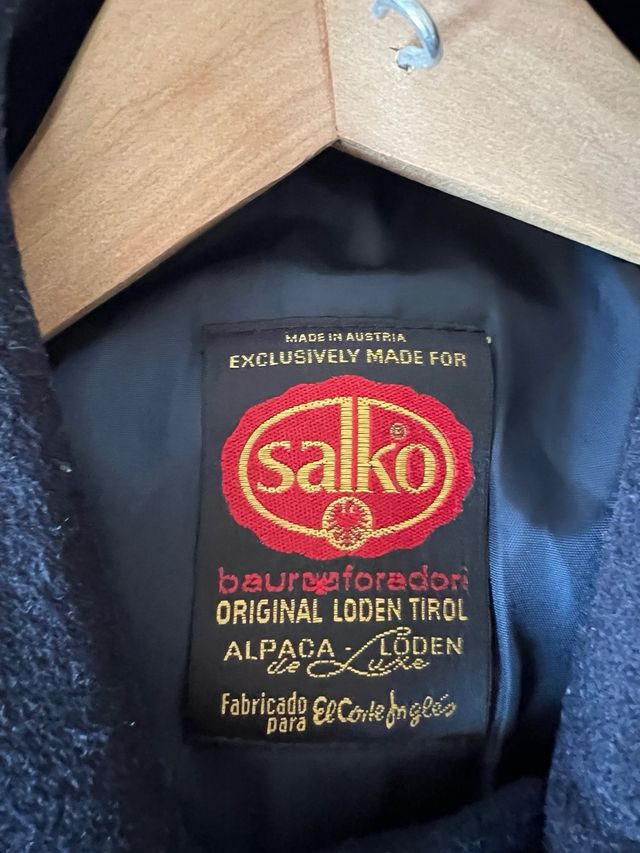 MADE IN AUSTRIA
EXCLUSIVELY MADE FOR
salko ®
baur foradori
ORIGINAL LODEN TIROL
ALPACA - LODEN
de Luxe
Fabricado
para El Corte Inglés